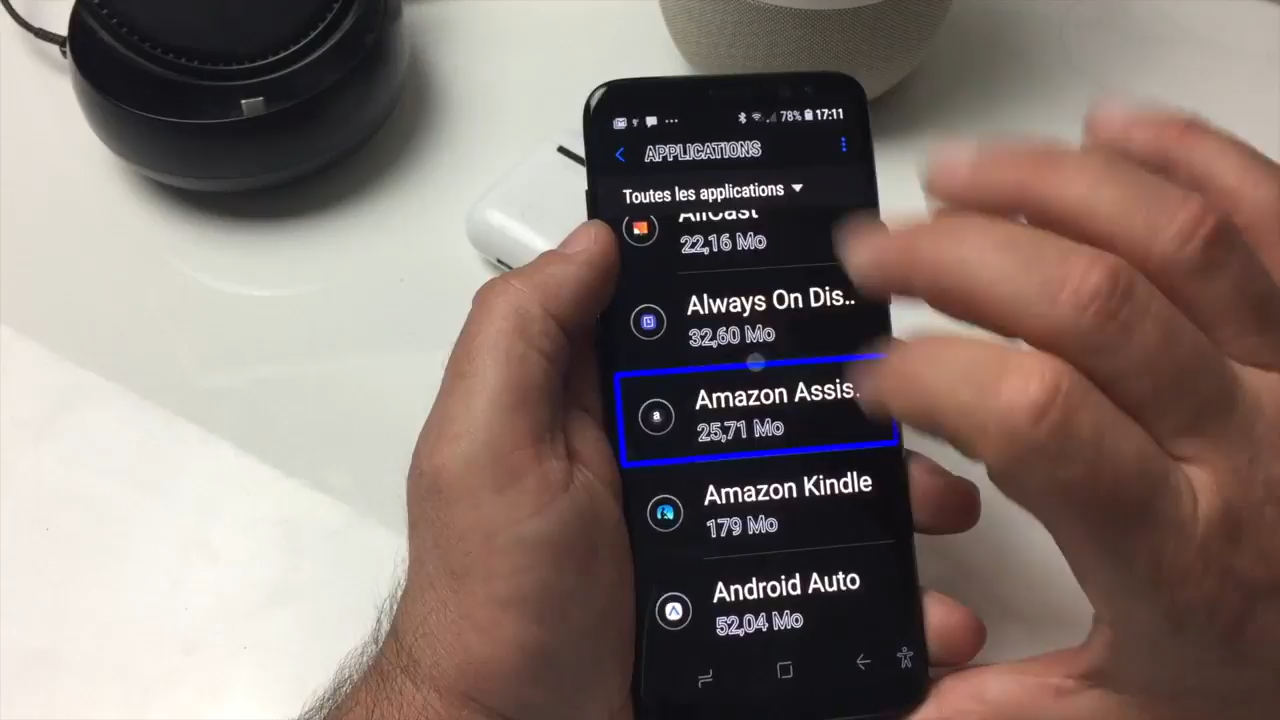 78% 17:11
APPLICATIONS
Toutes les applications
AllCast
22,16 Mo
Always On Dis..
32,60 Mo
a
Amazon Assis.
25,71 Mo
Amazon Kindle
179 Mo
Android Auto
52,04 Mo